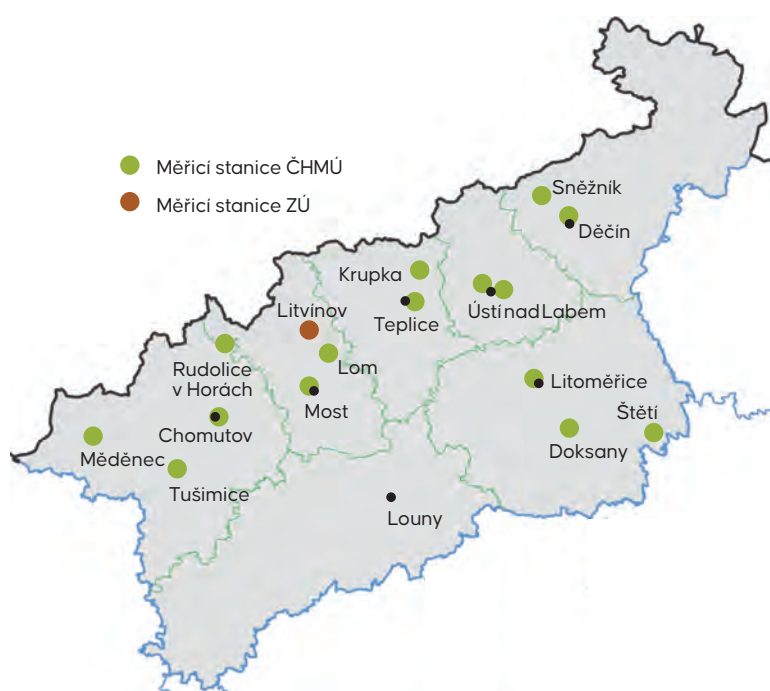 Měřicí stanice ČHMÚ
Měřicí stanice ZÚ
Sněžník
Děčín
Krupka
Teplice
Ústí nad Labem
Litvínov
Rudolice
v Horách
Lom
Most
Litoměřice
Štětí
Chomutov
Doksany
Měděnec
Tušimice
Louny